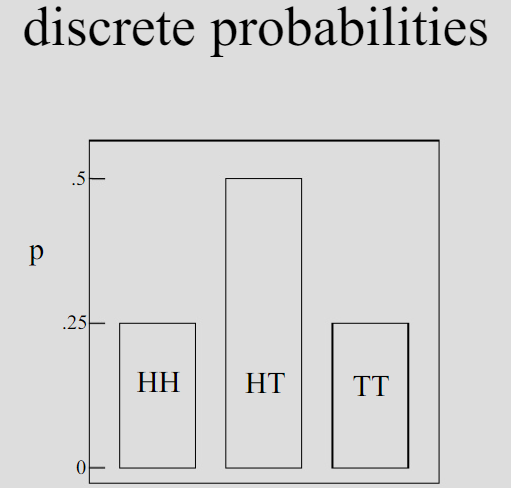 discrete probabilities
.5
p
.25
HH HT TT
0